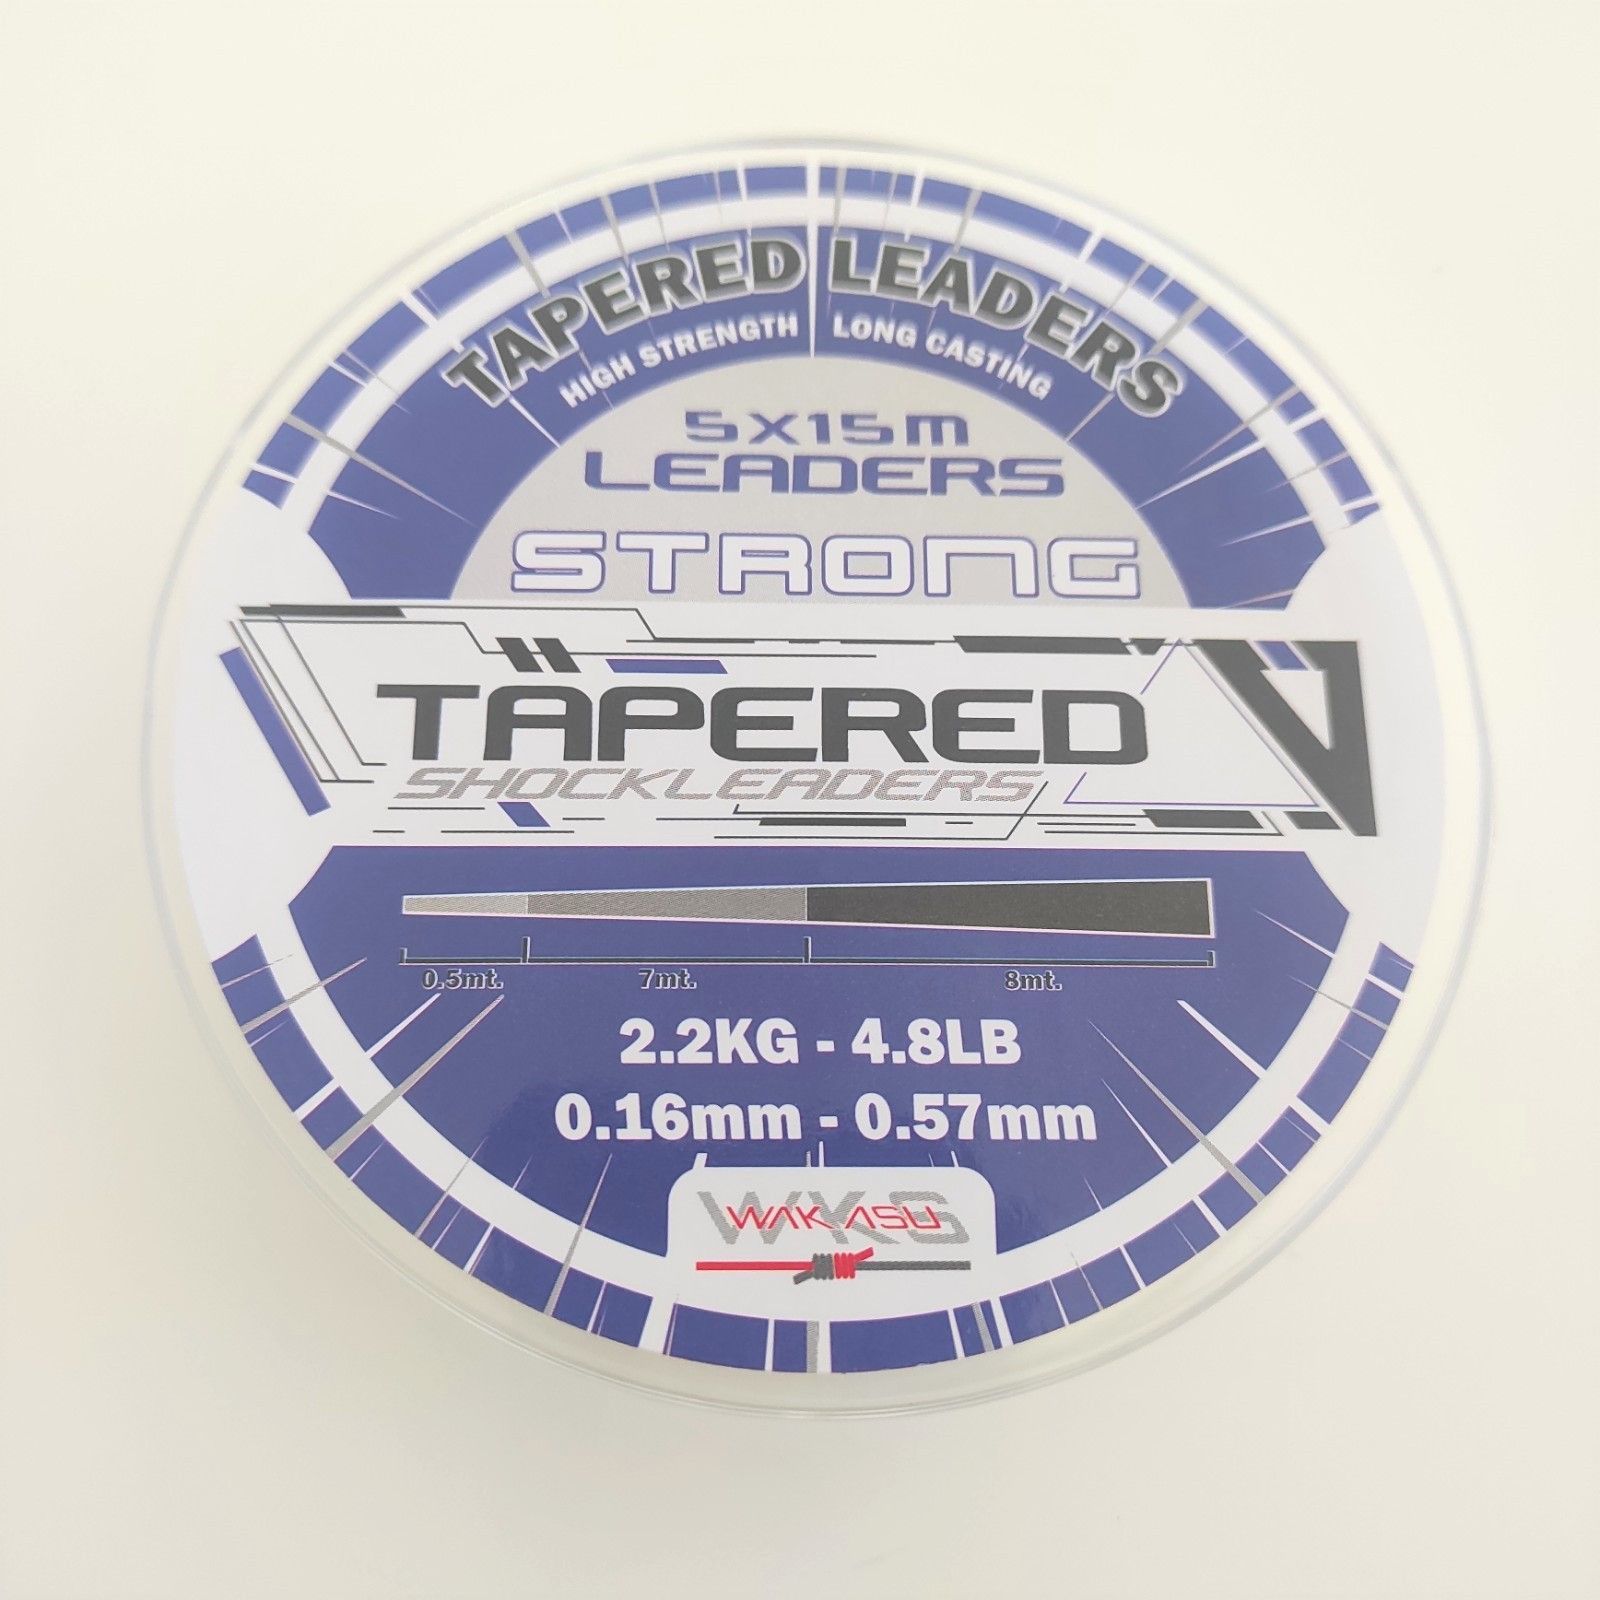 TAPERED LEADERS
HIGH STRENGTH LONG CASTING
5X15M
LEADERS
STRONG
TAPERED
SHOCKLEADERS
0.5mt. 7mt. 8mt.
2.2KG - 4.8LB
0.16mm - 0.57mm
WKS
WAKASU